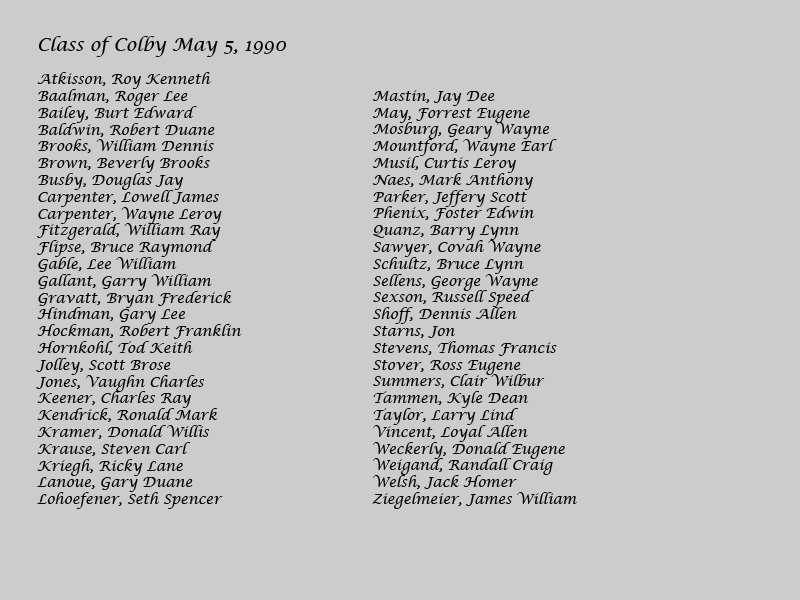 Class of Colby May 5, 1990
Atkisson, Roy Kenneth
Baalman, Roger Lee
Bailey, Burt Edward
Baldwin, Robert Duane
Brooks, William Dennis
Brown, Beverly Brooks
Busby, Douglas Jay
Carpenter, Lowell James
Carpenter, Wayne Leroy
Fitzgerald, William Ray
Flipse, Bruce Raymond
Gable, Lee William
Gallant, Garry William
Gravatt, Bryan Frederick
Hindman, Gary Lee
Hockman, Robert Franklin
Hornkohl, Tod Keith
Jolley, Scott Brose
Jones, Vaughn Charles
Keener, Charles Ray
Kendrick, Ronald Mark
Kramer, Donald Willis
Krause, Steven Carl
Kriegh, Ricky Lane
Lanoue, Gary Duane
Lohoefener, Seth Spencer
Mastin, Jay Dee
May, Forrest Eugene
Mosburg, Geary Wayne
Mountford, Wayne Earl
Musil, Curtis Leroy
Naes, Mark Anthony
Parker, Jeffery Scott
Phenix, Foster Edwin
Quanz, Barry Lynn
Sawyer, Covah Wayne
Schultz, Bruce Lynn
Sellens, George Wayne
Sexson, Russell Speed
Shoff, Dennis Allen
Starns, Jon
Stevens, Thomas Francis
Stover, Ross Eugene
Summers, Clair Wilbur
Tammen, Kyle Dean
Taylor, Larry Lind
Vincent, Loyal Allen
Weckerly, Donald Eugene
Weigand, Randall Craig
Welsh, Jack Homer
Ziegelmeier, James William